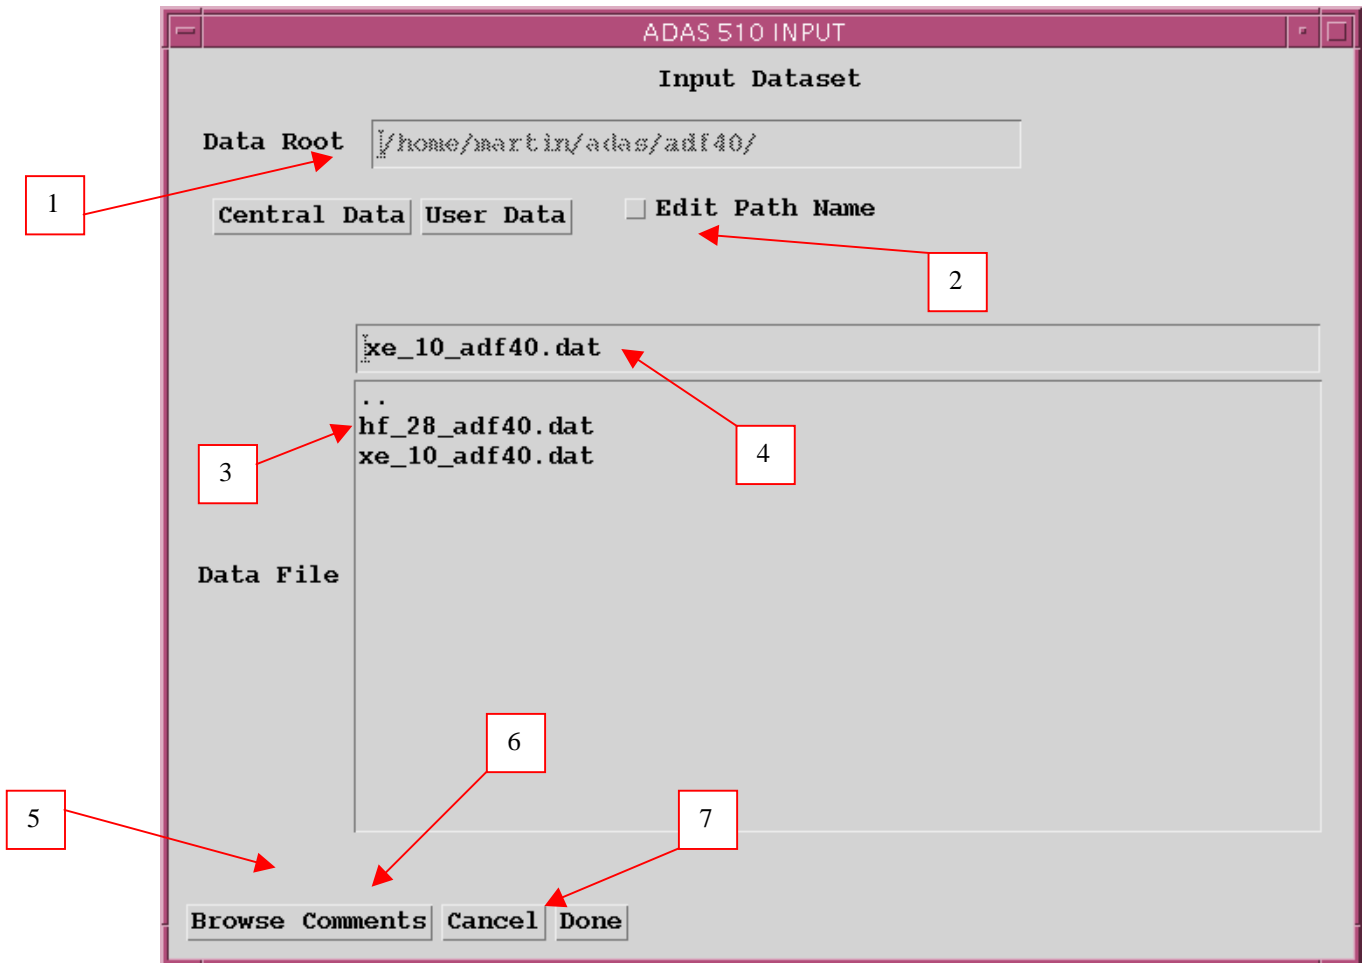 ADAS 510 INPUT
Input Dataset
Data Root /home/martin/adas/adf40/
1
Central Data User Data Edit Path Name
2
xe_10_adf40.dat
..
hf_28_adf40.dat
xe_10_adf40.dat
3
4
Data File
6
5
7
Browse Comments Cancel Done